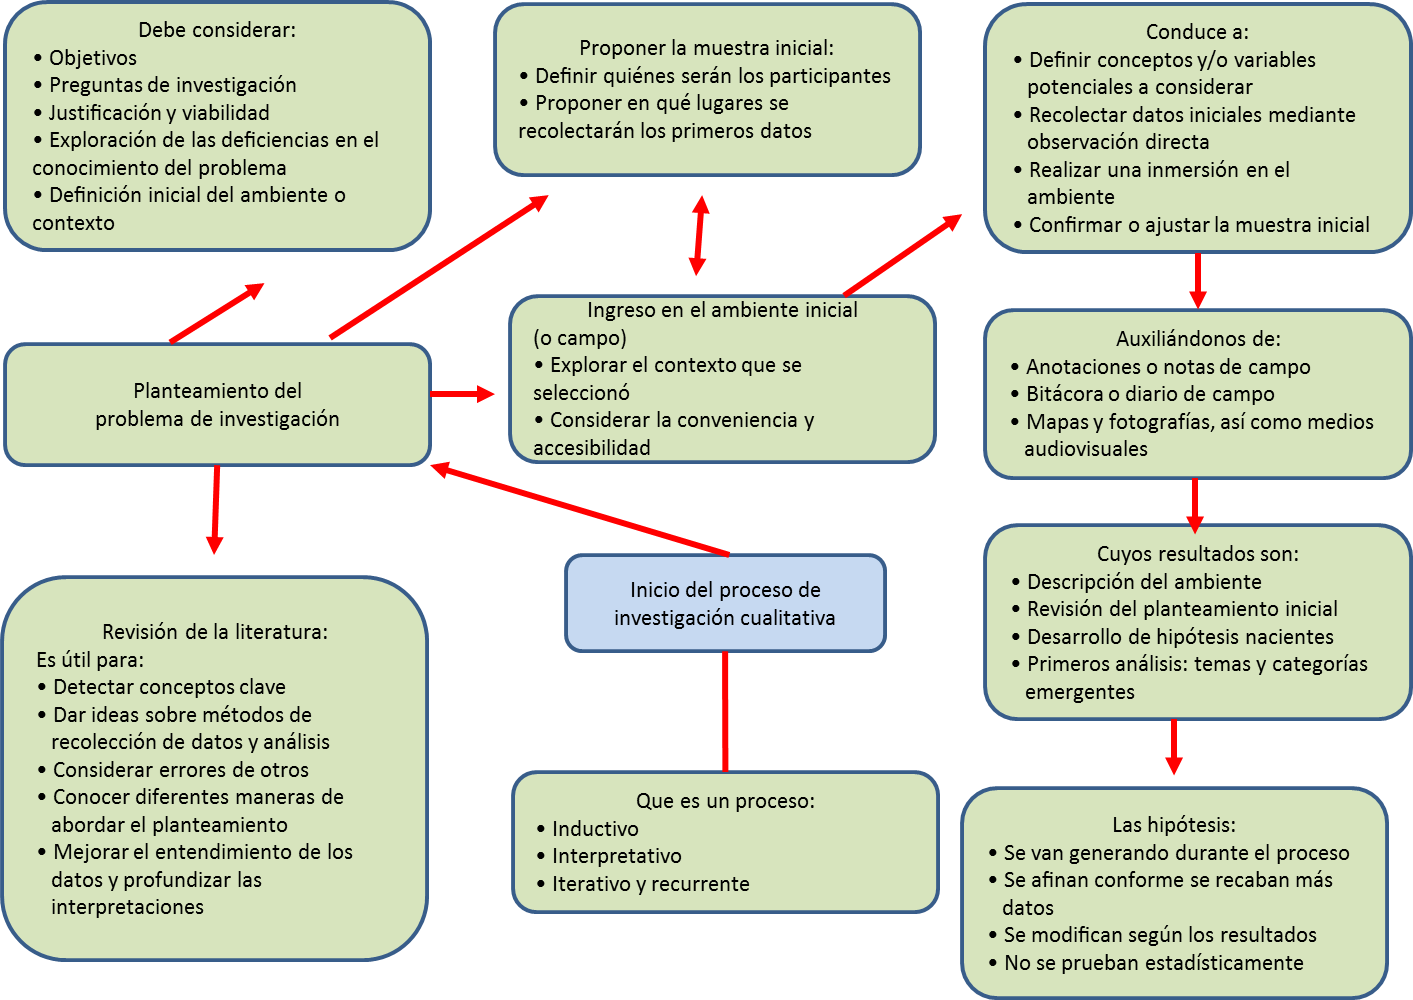 Debe considerar:
• Objetivos
• Preguntas de investigación
• Justificación y viabilidad
• Exploración de las deficiencias en el
conocimiento del problema
• Definición inicial del ambiente o
contexto
Proponer la muestra inicial:
• Definir quiénes serán los participantes
• Proponer en qué lugares se
recolectarán los primeros datos
Conduce a:
• Definir conceptos y/o variables
potenciales a considerar
• Recolectar datos iniciales mediante
observación directa
• Realizar una inmersión en el
ambiente
• Confirmar o ajustar la muestra inicial
Planteamiento del
problema de investigación
Ingreso en el ambiente inicial
(o campo)
• Explorar el contexto que se
seleccionó
• Considerar la conveniencia y
accesibilidad
Auxiliándonos de:
• Anotaciones o notas de campo
• Bitácora o diario de campo
• Mapas y fotografías, así como medios
audiovisuales
Inicio del proceso de
investigación cualitativa
Cuyos resultados son:
• Descripción del ambiente
• Revisión del planteamiento inicial
• Desarrollo de hipótesis nacientes
• Primeros análisis: temas y categorías
emergentes
Revisión de la literatura:
Es útil para:
• Detectar conceptos clave
• Dar ideas sobre métodos de
recolección de datos y análisis
• Considerar errores de otros
• Conocer diferentes maneras de
abordar el planteamiento
• Mejorar el entendimiento de los
datos y profundizar las
interpretaciones
Que es un proceso:
• Inductivo
• Interpretativo
• Iterativo y recurrente
Las hipótesis:
• Se van generando durante el proceso
• Se afinan conforme se recaban más
datos
• Se modifican según los resultados
• No se prueban estadísticamente